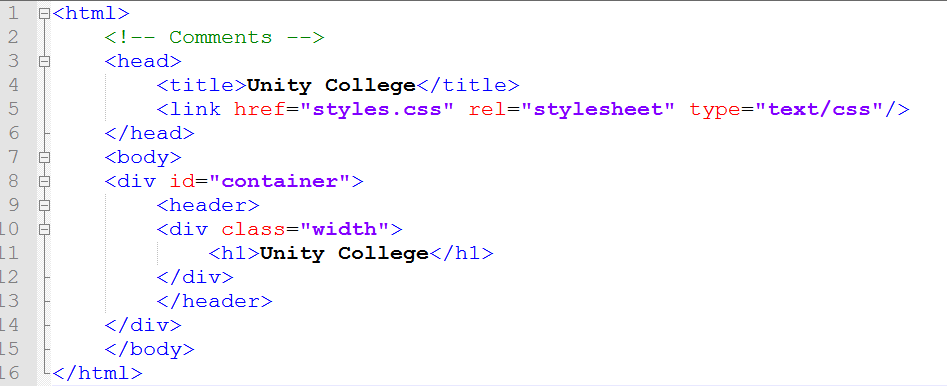 1 <html>
2 <!-- Comments -->
3 <head>
4 <title>Unity College</title>
5 <link href="styles.css" rel="stylesheet" type="text/css"/>
6 </head>
7 <body>
8 <div id="container">
9 <header>
10 <div class="width">
11 <h1>Unity College</h1>
12 </div>
13 </header>
14 </div>
15 </body>
16 </html>